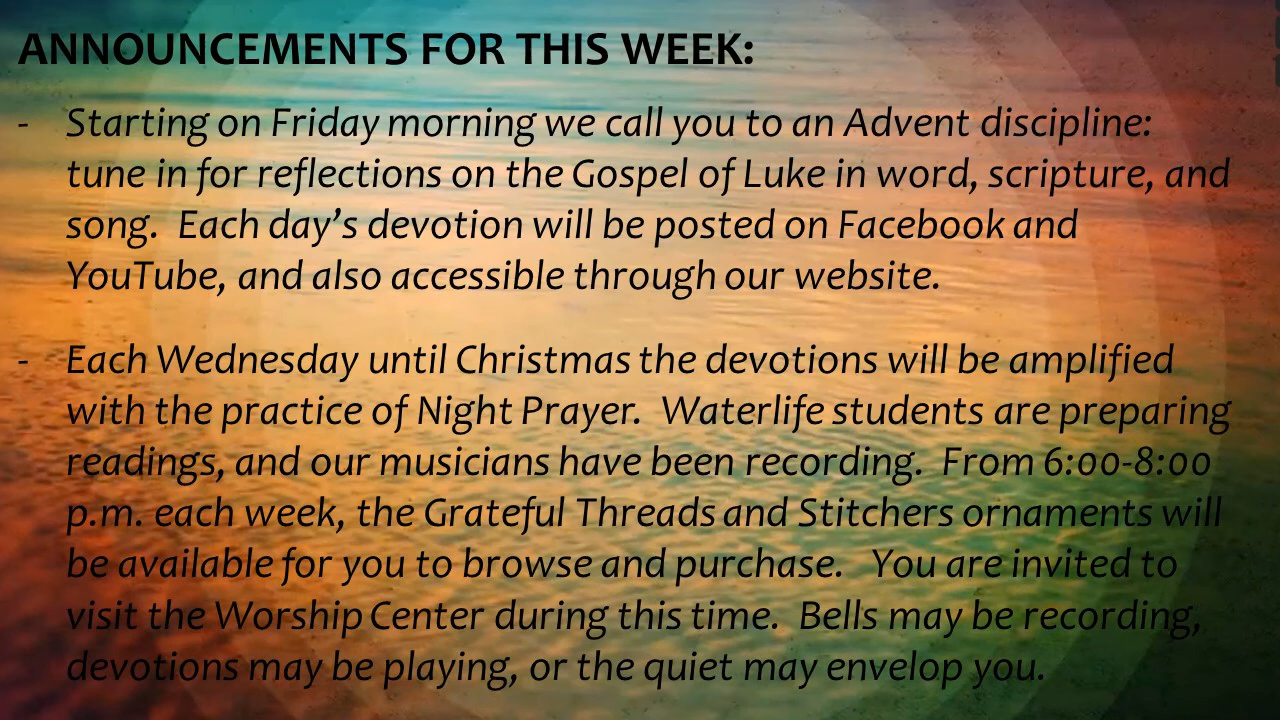 ANNOUNCEMENTS FOR THIS WEEK:
- Starting on Friday morning we call you to an Advent discipline:
tune in for reflections on the Gospel of Luke in word, scripture, and
song.  Each day’s devotion will be posted on Facebook and
YouTube, and also accessible through our website.
- Each Wednesday until Christmas the devotions will be amplified
with the practice of Night Prayer.  Waterlife students are preparing
readings, and our musicians have been recording.  From 6:00-8:00
p.m. each week, the Grateful Threads and Stitchers ornaments will
be available for you to browse and purchase.   You are invited to
visit the Worship Center during this time.  Bells may be recording,
devotions may be playing, or the quiet may envelop you.